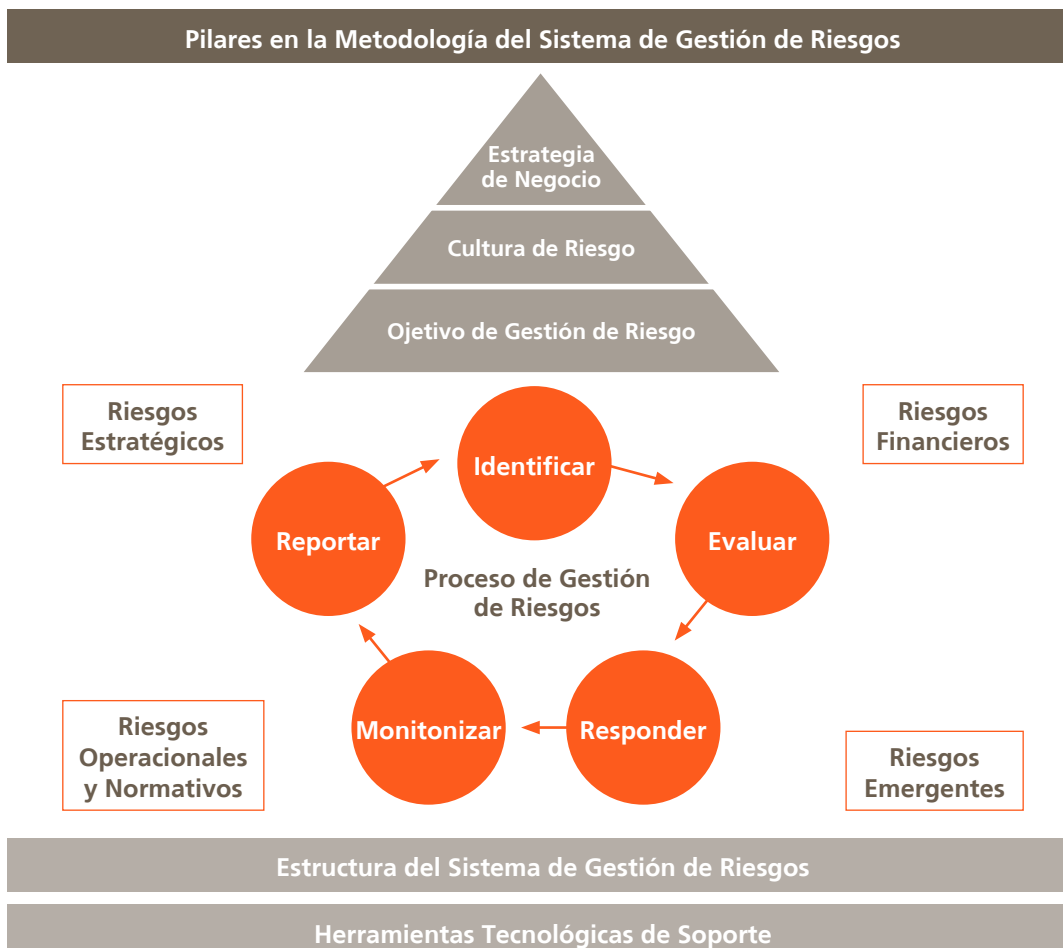 Pilares en la Metodología del Sistema de Gestión de Riesgos
Estrategia
de Negocio
Cultura de Riesgo
Ojetivo de Gestión de Riesgo
Riesgos
Estratégicos
Riesgos
Financieros
Identificar
Reportar
Evaluar
Proceso de Gestión
de Riesgos
Monitonizar
Responder
Riesgos
Operacionales
y Normativos
Riesgos
Emergentes
Estructura del Sistema de Gestión de Riesgos
Herramientas Tecnológicas de Soporte